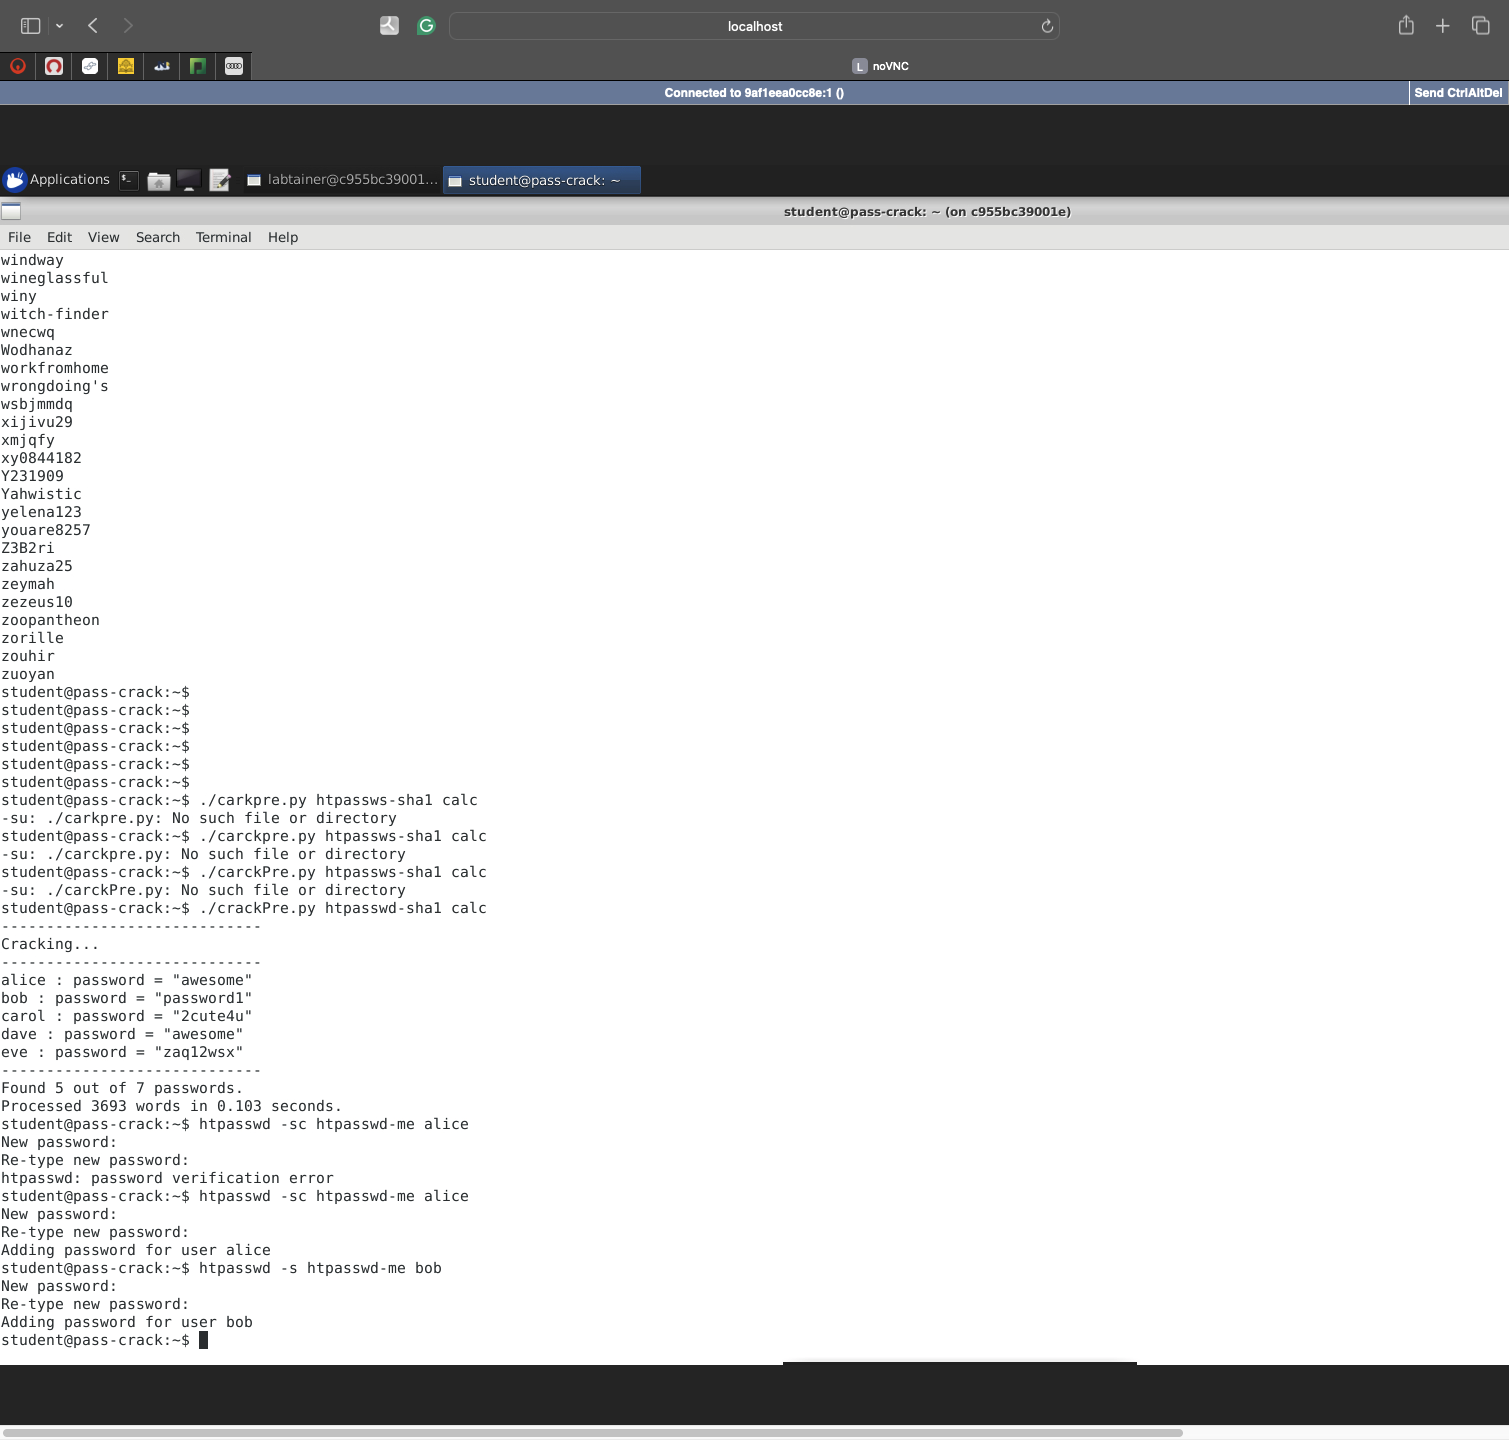 localhost
L noVNC
Connected to 9af1eea0cc8e:1 () Send CtrlAltDel
Applications labtainer@c955bc39001... student@pass-crack: ~
student@pass-crack: ~ (on c955bc39001e)
File Edit View Search Terminal Help
windway
wineglassful
winy
witch-finder
wnecwq
Wodhanaz
workfromhome
wrongdoing's
wsbjmmdq
xijivu29
xmjqfy
xy0844182
Y231909
Yahwistic
yelena123
youare8257
Z3B2ri
zahuza25
zeymah
zezeus10
zoopantheon
zorille
zouhir
zuoyan
student@pass-crack:~$
student@pass-crack:~$
student@pass-crack:~$
student@pass-crack:~$
student@pass-crack:~$
student@pass-crack:~$
student@pass-crack:~$ ./carkpre.py htpassws-sha1 calc
-su: ./carkpre.py: No such file or directory
student@pass-crack:~$ ./carckpre.py htpassws-sha1 calc
-su: ./carckpre.py: No such file or directory
student@pass-crack:~$ ./carckPre.py htpassws-sha1 calc
-su: ./carckPre.py: No such file or directory
student@pass-crack:~$ ./crackPre.py htpasswd-sha1 calc
-----------------------------
Cracking...
-----------------------------
alice : password = "awesome"
bob : password = "password1"
carol : password = "2cute4u"
dave : password = "awesome"
eve : password = "zaq12wsx"
-----------------------------
Found 5 out of 7 passwords.
Processed 3693 words in 0.103 seconds.
student@pass-crack:~$ htpasswd -sc htpasswd-me alice
New password:
Re-type new password:
htpasswd: password verification error
student@pass-crack:~$ htpasswd -sc htpasswd-me alice
New password:
Re-type new password:
Adding password for user alice
student@pass-crack:~$ htpasswd -s htpasswd-me bob
New password:
Re-type new password:
Adding password for user bob
student@pass-crack:~$